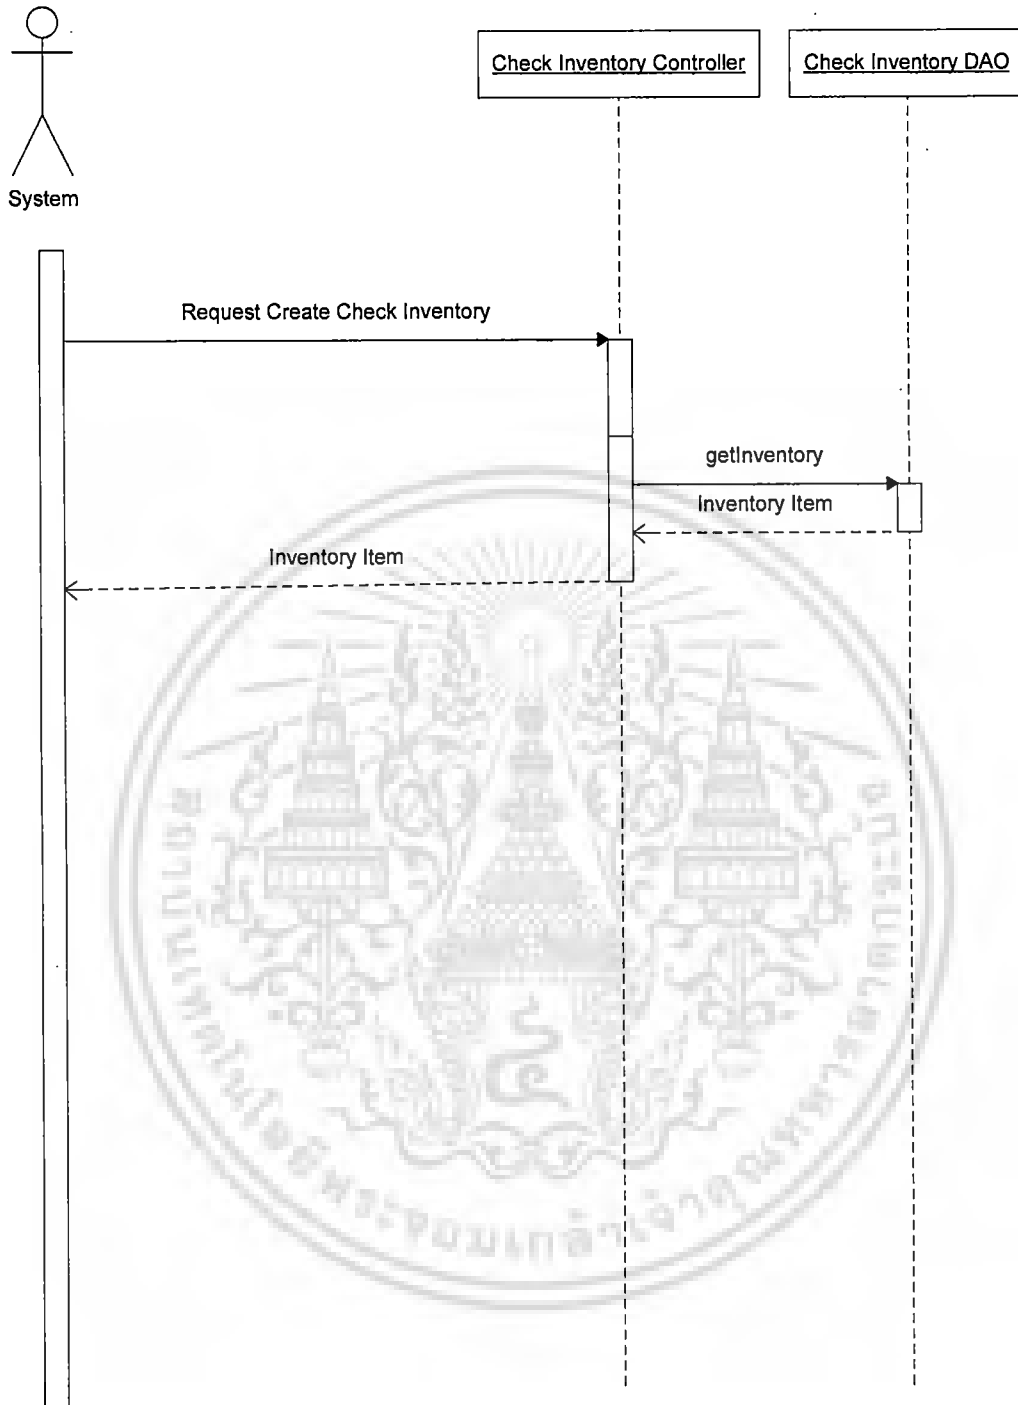 Check Inventory Controller
Check Inventory DAO
System
Request Create Check Inventory
getInventory
Inventory Item
Inventory Item